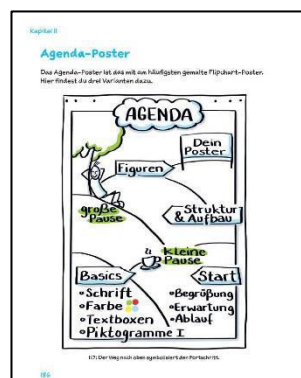 Kapitel II
Agenda-Poster
Das Agenda-Poster ist das mit am häufigsten gemalte Flipchart-Poster.
Hier findest du drei Varianten dazu.
AGENDA
Dein
Poster
Figuren
große
Pause
Struktur
& Aufbau
kleine
Pause
Basics
Start
Schrift
Farbe
Textboxen
Piktogramme I
Begrüßung
Erwartung
Ablauf
117: Der Weg nach oben symbolisiert den Fortschritt.
186